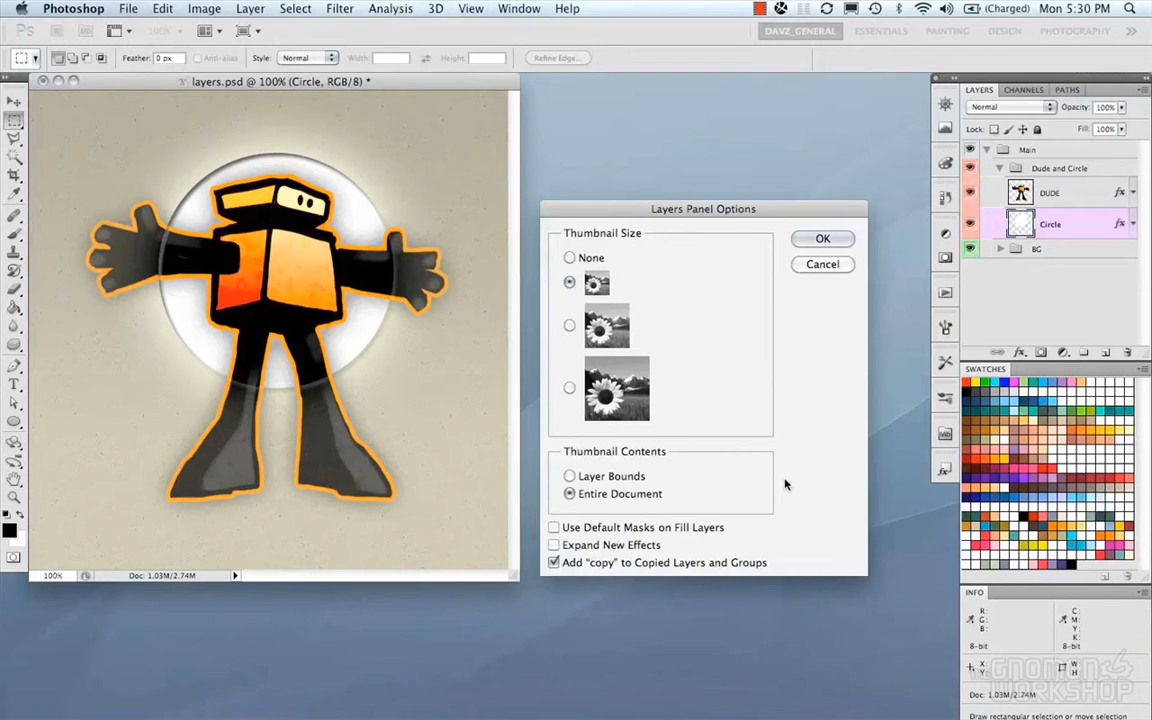 Photoshop File Edit Image Layer Select Filter Analysis 3D View Window Help (Charged) Mon 5:30 PM
Ps 100% DAVZ_GENERAL ESSENTIALS PAINTING DESIGN PHOTOGRAPHY
Feather: 0 px Anti-alias Style: Normal Width: Height: Refine Edge...
layers.psd @ 100% (Circle, RGB/8) *
LAYERS CHANNELS PATHS
Normal Opacity: 100%
Lock: Fill: 100%
Main
Dude and Circle
DUDE fx
Circle fx
BG
Layers Panel Options
Thumbnail Size
None
OK
Cancel
Thumbnail Contents
Layer Bounds
Entire Document
Use Default Masks on Fill Layers
Expand New Effects
Add “copy” to Copied Layers and Groups
SWATCHES
100% Doc: 1.03M/2.74M
INFO
R: C:
G: M:
B: Y:
K:
8-bit 8-bit
X: W:
Y: H:
Doc: 1.03M/2.74M
Draw rectangular selection or move selection
GNOMON
WORKSHOP